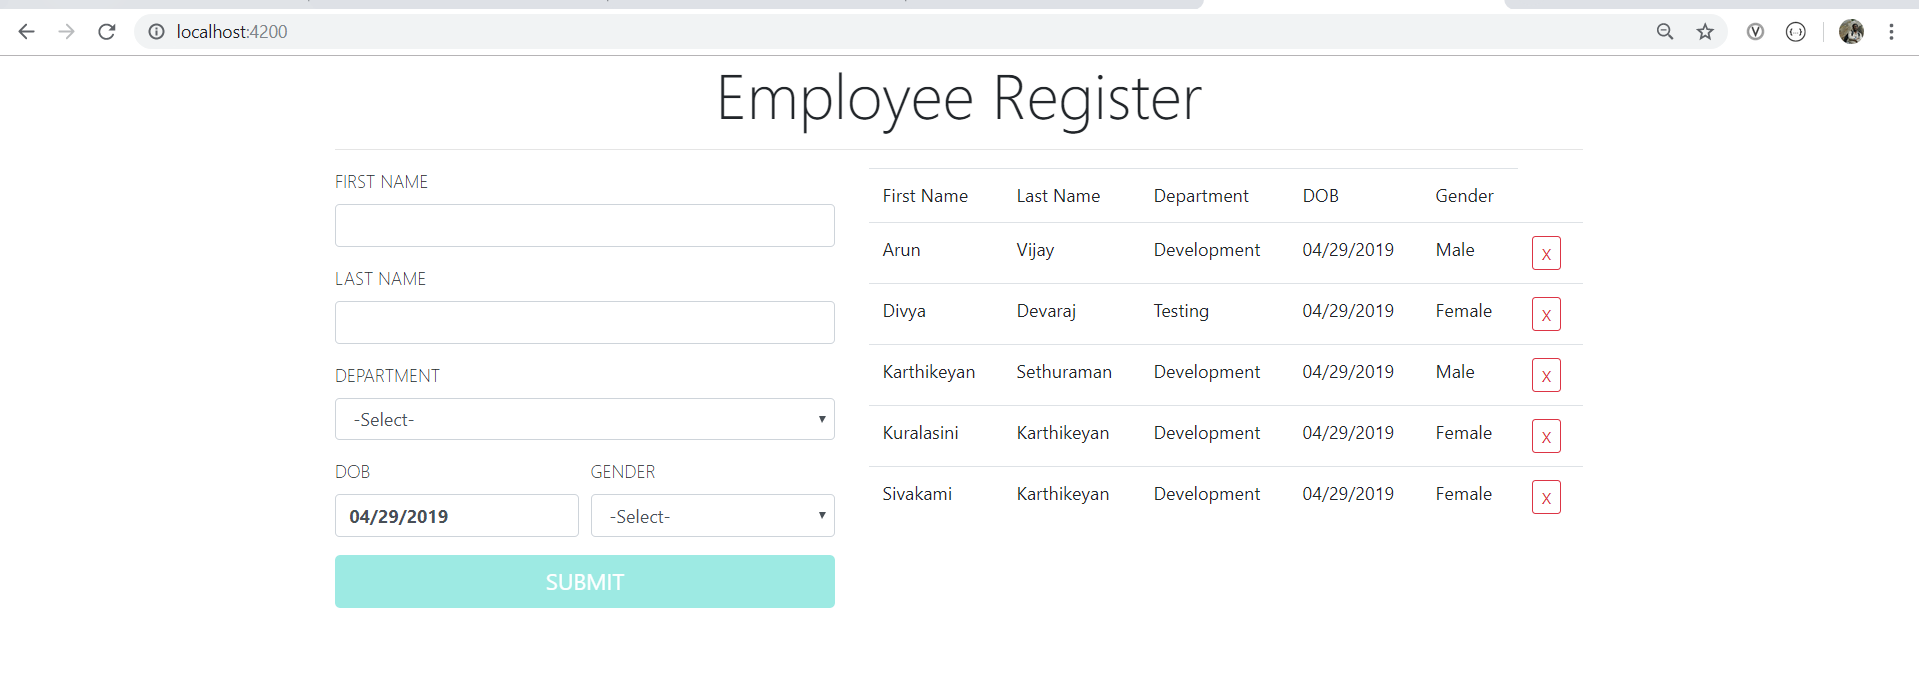 localhost:4200
Employee Register
FIRST NAME
LAST NAME
DEPARTMENT
-Select-
DOB GENDER
04/29/2019 -Select-
SUBMIT
First Name Last Name Department DOB Gender
Arun Vijay Development 04/29/2019 Male X
Divya Devaraj Testing 04/29/2019 Female X
Karthikeyan Sethuraman Development 04/29/2019 Male X
Kuralasini Karthikeyan Development 04/29/2019 Female X
Sivakami Karthikeyan Development 04/29/2019 Female X